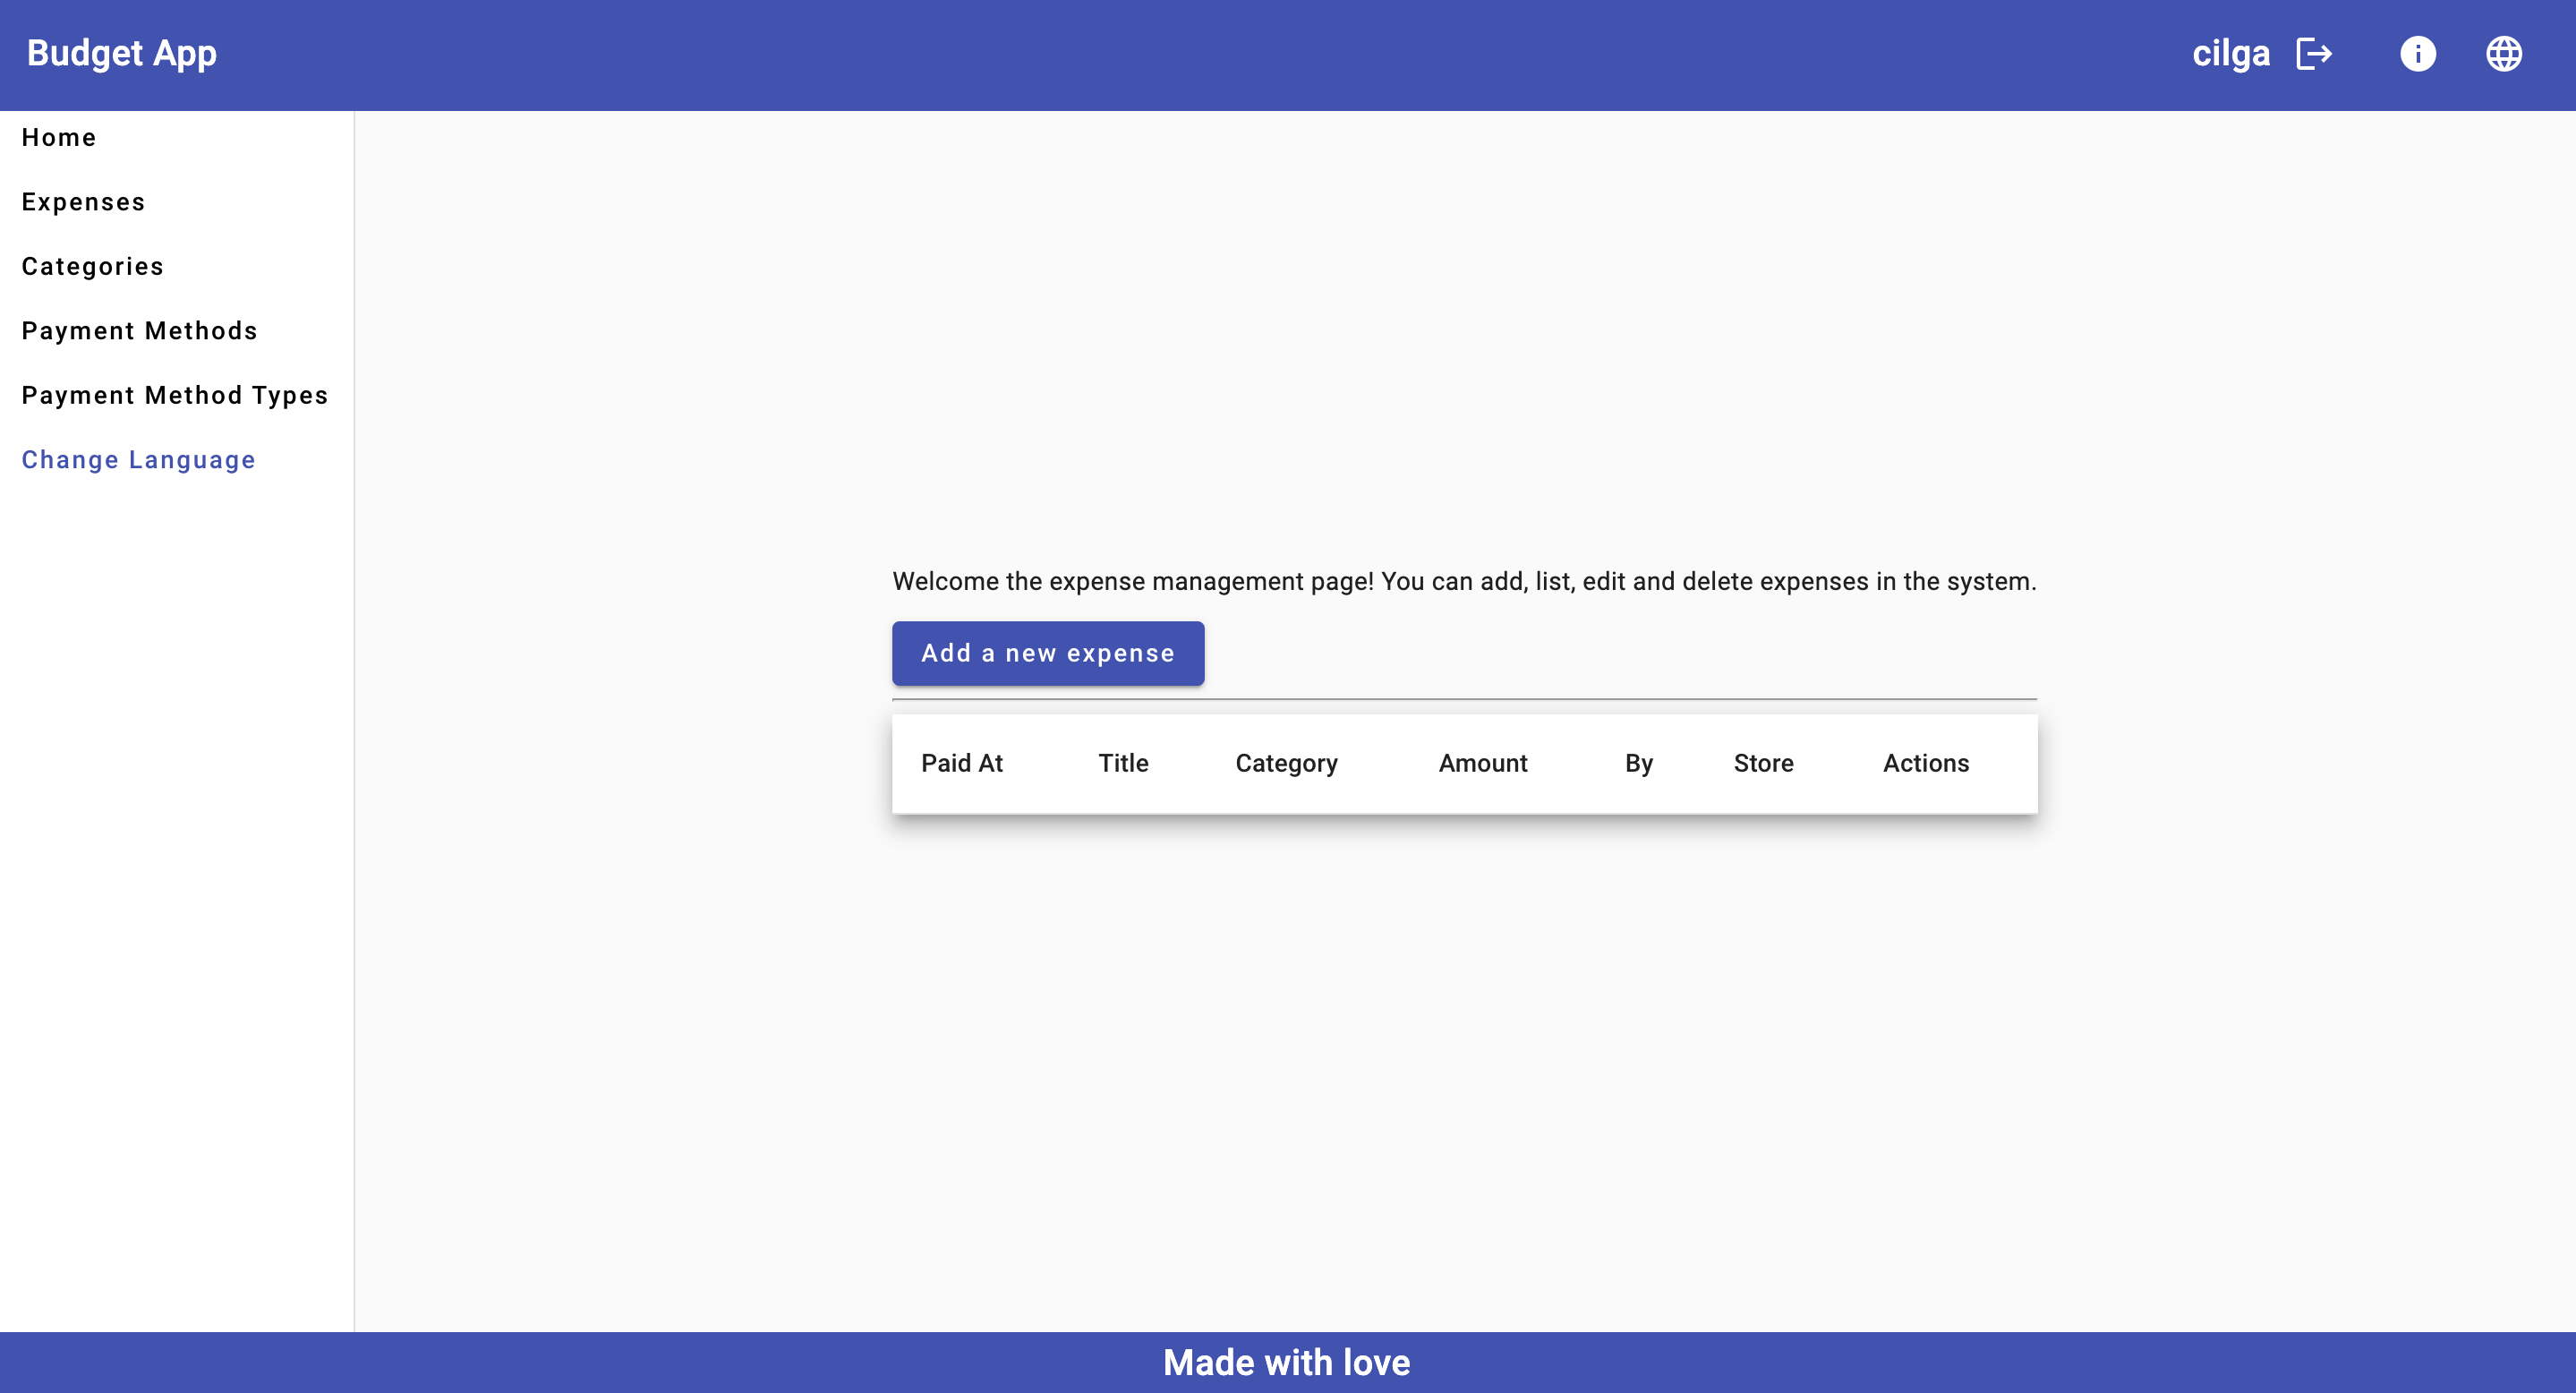 Budget App
cilga
Home
Expenses
Categories
Payment Methods
Payment Method Types
Change Language
Welcome the expense management page! You can add, list, edit and delete expenses in the system.
Add a new expense
Paid At Title Category Amount By Store Actions
Made with love